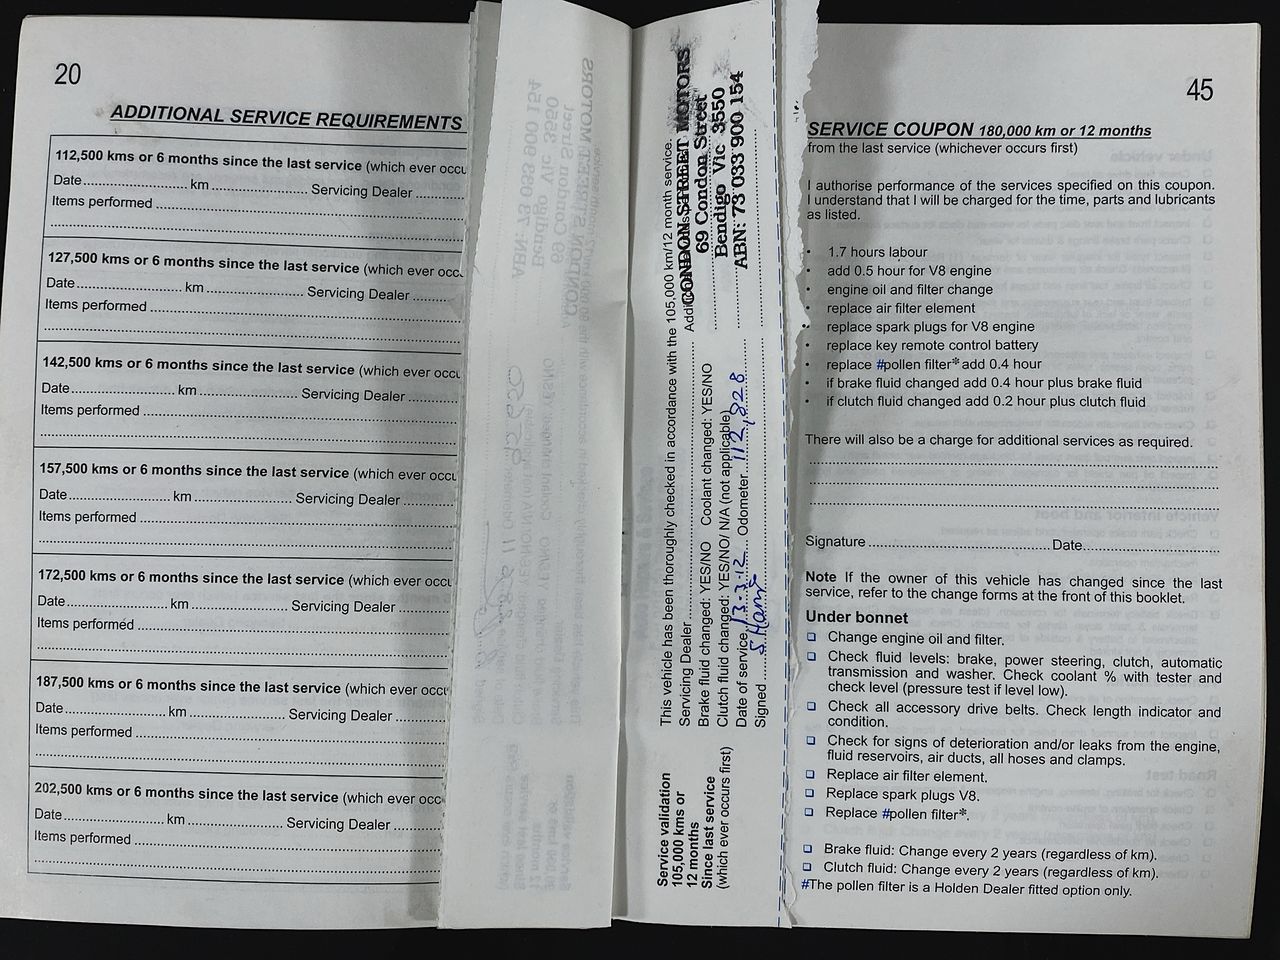 20
ADDITIONAL SERVICE REQUIREMENTS
112,500 kms or 6 months since the last service (which ever occu
Date.......... km .......... Servicing Dealer ..........
Items performed ..........
127,500 kms or 6 months since the last service (which ever occ
Date.......... km .......... Servicing Dealer ..........
Items performed ..........
142,500 kms or 6 months since the last service (which ever occu
Date.......... km .......... Servicing Dealer ..........
Items performed ..........
157,500 kms or 6 months since the last service (which ever occu
Date.......... km .......... Servicing Dealer ..........
Items performed ..........
172,500 kms or 6 months since the last service (which ever occu
Date.......... km .......... Servicing Dealer ..........
Items performed ..........
187,500 kms or 6 months since the last service (which ever occu
Date.......... km .......... Servicing Dealer ..........
Items performed ..........
202,500 kms or 6 months since the last service (which ever occ
Date.......... km .......... Servicing Dealer ..........
Items performed ..........
Service validation
105,000 kms or
12 months
Since last service
(which ever occurs first)
This vehicle has been thoroughly checked in accordance with the 105,000 km/12 month service.
Servicing Dealer ..........
CONDON STREET MOTORS
69 Condon Street
Bendigo Vic 3550
ABN: 73 033 900 154
Brake fluid changed: YES/NO Coolant changed: YES/NO
Clutch fluid changed: YES/NO/ N/A (not applicable)
Date of service 13-3-12 Odometer 112,828
Signed ..........
45
SERVICE COUPON 180,000 km or 12 months
from the last service (whichever occurs first)
I authorise performance of the services specified on this coupon.
I understand that I will be charged for the time, parts and lubricants
as listed.
• 1.7 hours labour
• add 0.5 hour for V8 engine
• engine oil and filter change
• replace air filter element
• replace spark plugs for V8 engine
• replace key remote control battery
• replace #pollen filter* add 0.4 hour
• if brake fluid changed add 0.4 hour plus brake fluid
• if clutch fluid changed add 0.2 hour plus clutch fluid
There will also be a charge for additional services as required.
Signature .......... Date..........
Note If the owner of this vehicle has changed since the last
service, refer to the change forms at the front of this booklet.
Under bonnet
❑ Change engine oil and filter.
❑ Check fluid levels: brake, power steering, clutch, automatic
transmission and washer. Check coolant % with tester and
check level (pressure test if level low).
❑ Check all accessory drive belts. Check length indicator and
condition.
❑ Check for signs of deterioration and/or leaks from the engine,
fluid reservoirs, air ducts, all hoses and clamps.
❑ Replace air filter element.
❑ Replace spark plugs V8.
❑ Replace #pollen filter*.
❑ Brake fluid: Change every 2 years (regardless of km).
❑ Clutch fluid: Change every 2 years (regardless of km).
#The pollen filter is a Holden Dealer fitted option only.